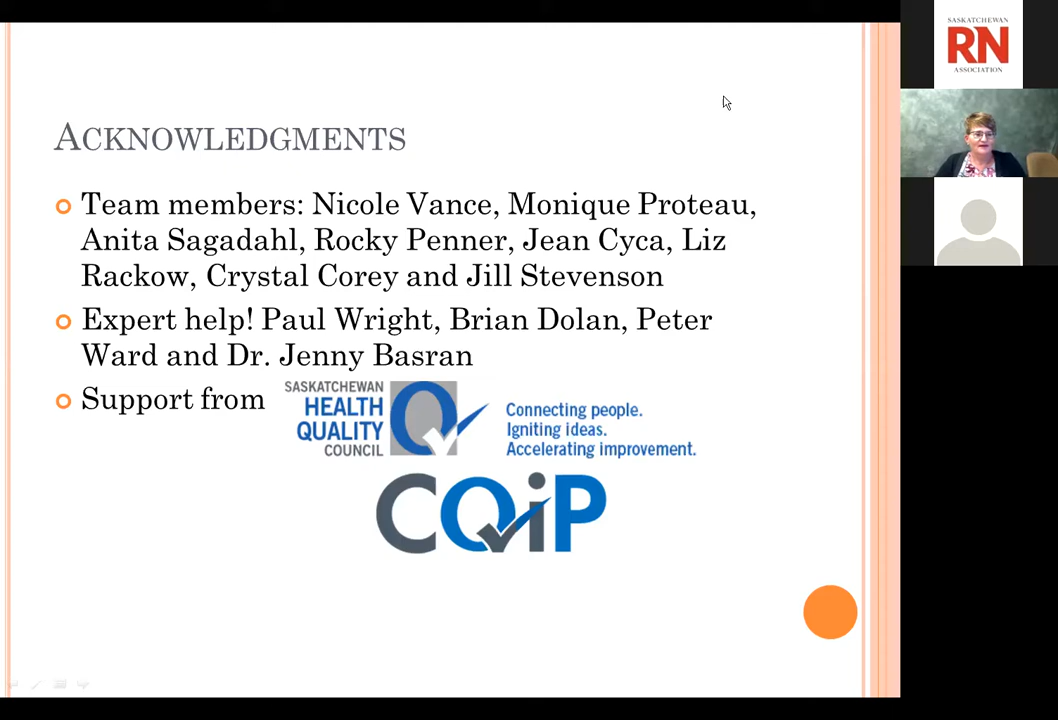 ACKNOWLEDGMENTS
Team members: Nicole Vance, Monique Proteau,
Anita Sagadahl, Rocky Penner, Jean Cyca, Liz
Rackow, Crystal Corey and Jill Stevenson
Expert help! Paul Wright, Brian Dolan, Peter
Ward and Dr. Jenny Basran
Support from
SASKATCHEWAN
HEALTH
QUALITY
COUNCIL
Connecting people.
Igniting ideas.
Accelerating improvement.
CQiP
SASKATCHEWAN
RN
ASSOCIATION